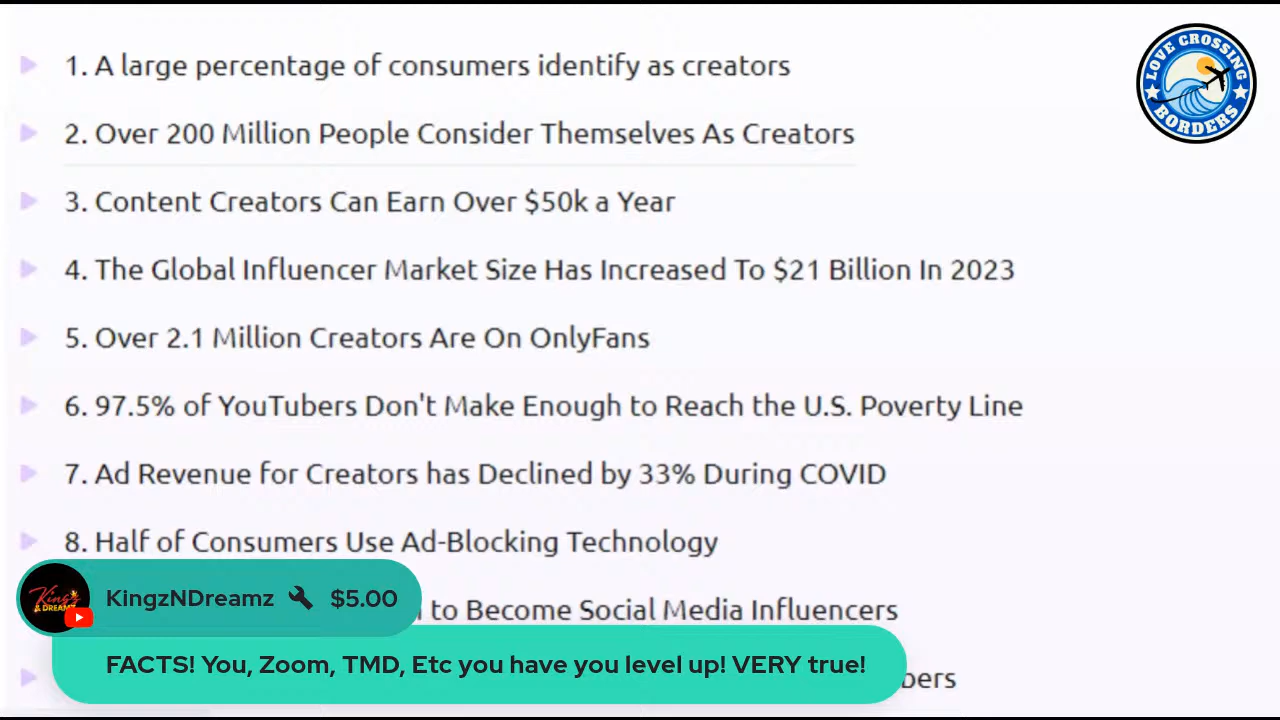 1. A large percentage of consumers identify as creators
2. Over 200 Million People Consider Themselves As Creators
3. Content Creators Can Earn Over $50k a Year
4. The Global Influencer Market Size Has Increased To $21 Billion In 2023
5. Over 2.1 Million Creators Are On OnlyFans
6. 97.5% of YouTubers Don't Make Enough to Reach the U.S. Poverty Line
7. Ad Revenue for Creators has Declined by 33% During COVID
8. Half of Consumers Use Ad-Blocking Technology
to Become Social Media Influencers
KingzNDreamz $5.00
FACTS! You, Zoom, TMD, Etc you have you level up! VERY true!
LOVE CROSSING
BORDERS